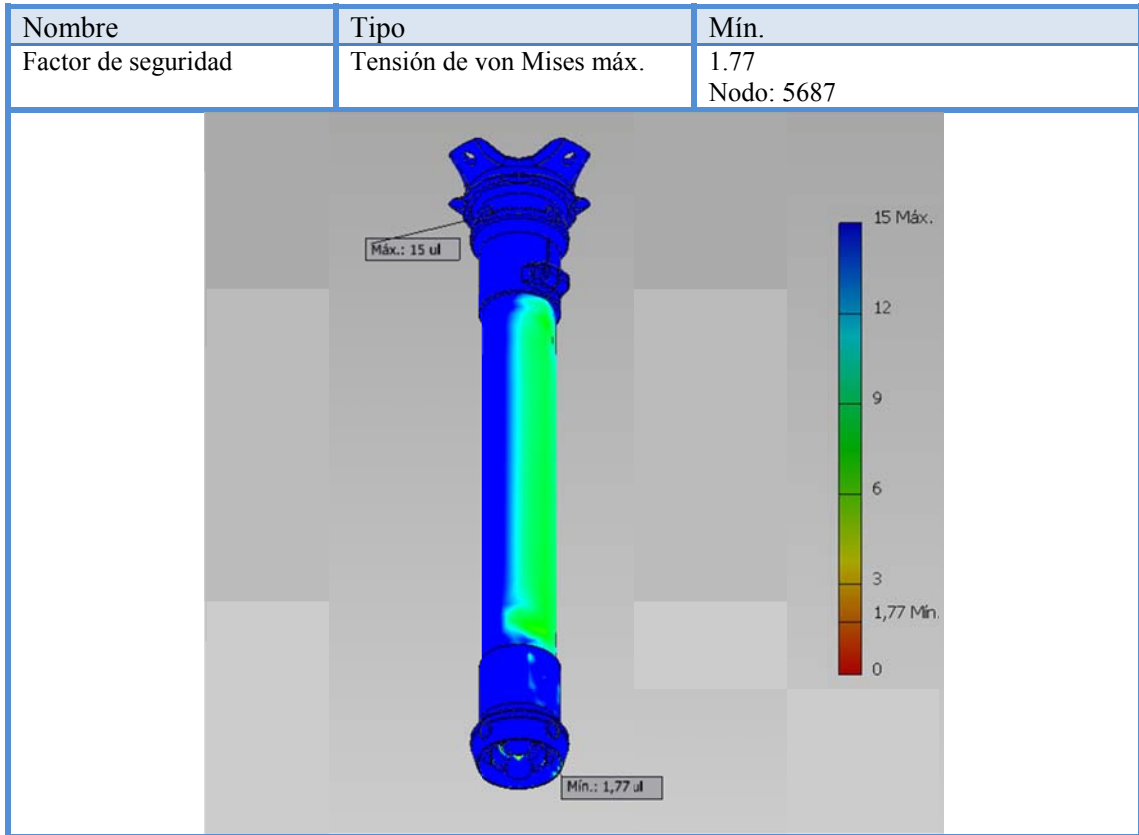 Nombre Tipo Mín.
Factor de seguridad Tensión de von Mises máx. 1.77
Nodo: 5687
15 Máx.
Máx.: 15 ul
12
9
6
3
1,77 Mín.
0
Mín.: 1,77 ul